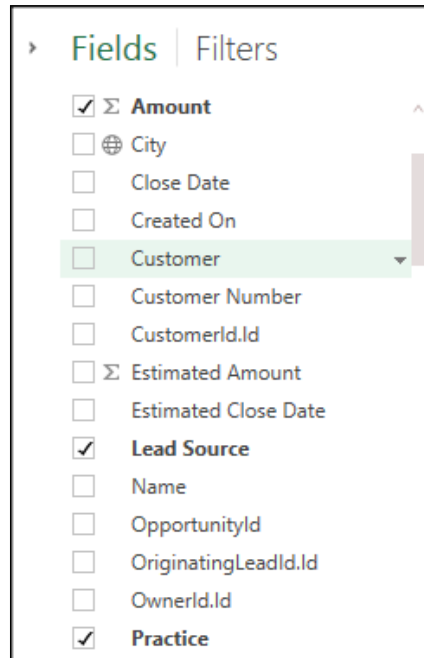 Fields | Filters
Σ Amount
City
Close Date
Created On
Customer
Customer Number
CustomerId.Id
Σ Estimated Amount
Estimated Close Date
Lead Source
Name
OpportunityId
OriginatingLeadId.Id
OwnerId.Id
Practice